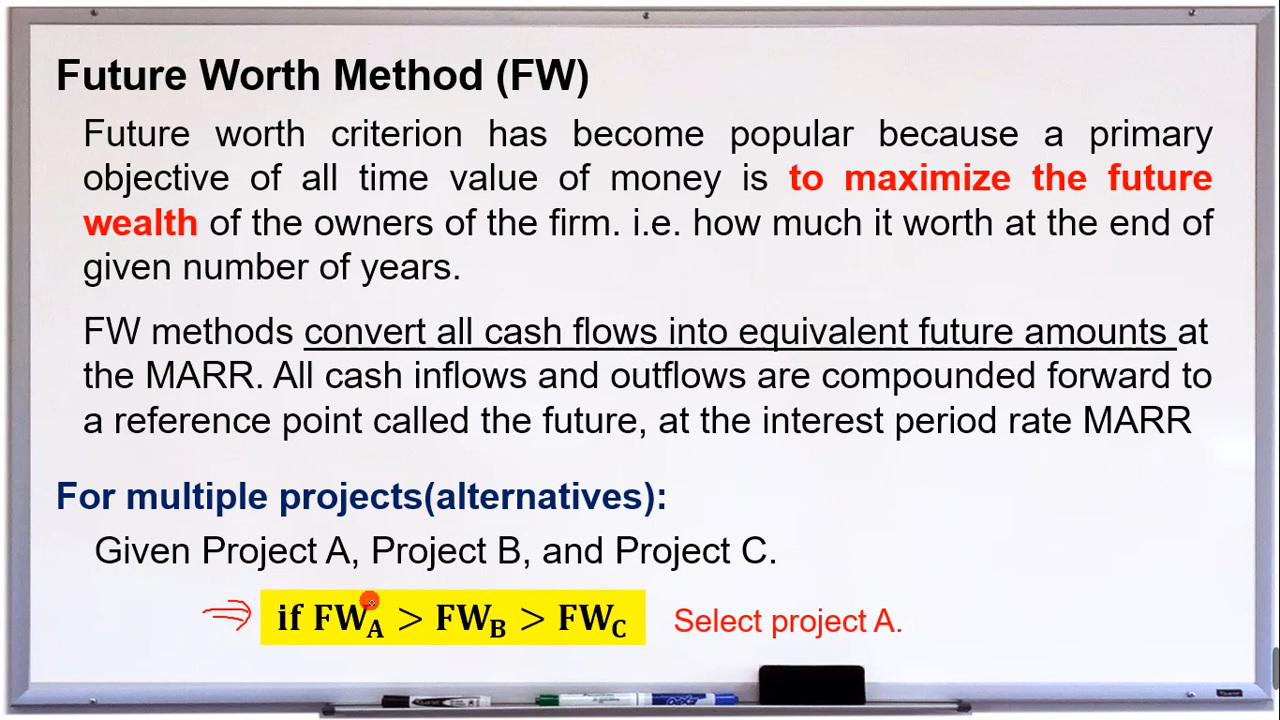 Future Worth Method (FW)
Future worth criterion has become popular because a primary
objective of all time value of money is to maximize the future
wealth of the owners of the firm. i.e. how much it worth at the end of
given number of years.
FW methods convert all cash flows into equivalent future amounts at
the MARR. All cash inflows and outflows are compounded forward to
a reference point called the future, at the interest period rate MARR
For multiple projects(alternatives):
Given Project A, Project B, and Project C.
⇒ if FW_A > FW_B > FW_C Select project A.